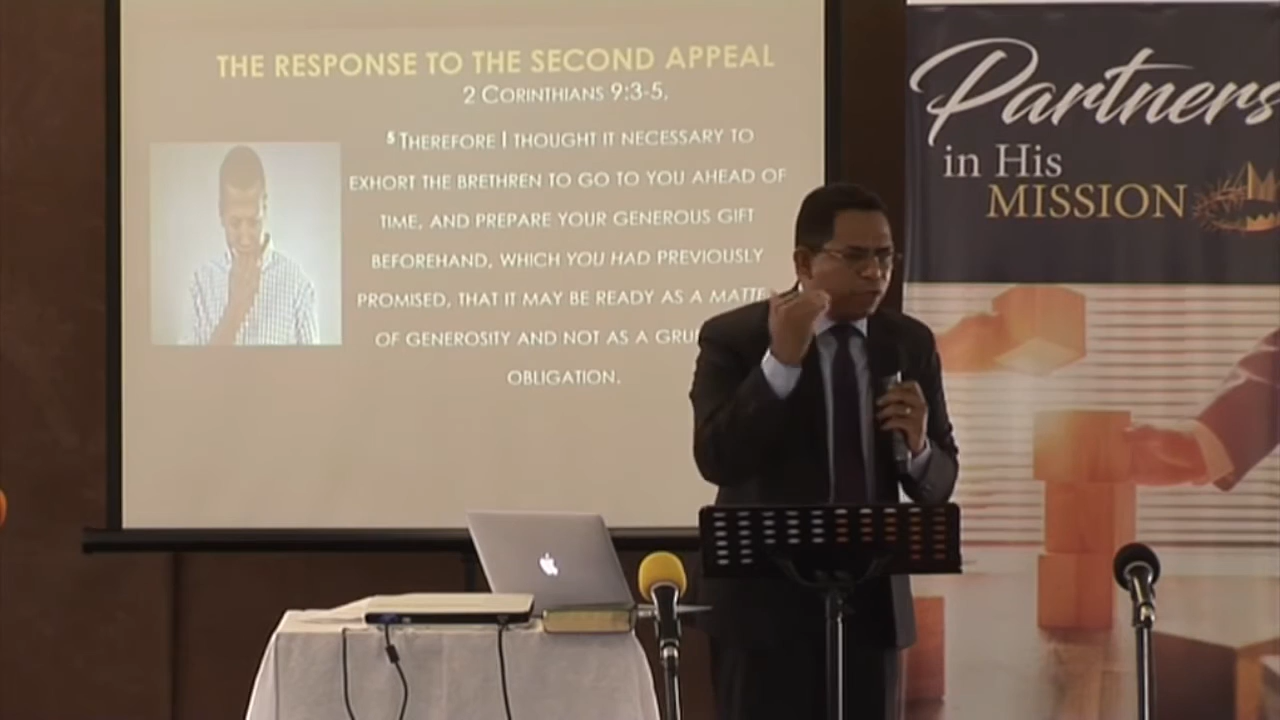 THE RESPONSE TO THE SECOND APPEAL
2 CORINTHIANS 9:3-5.
5 THEREFORE I THOUGHT IT NECESSARY TO
EXHORT THE BRETHREN TO GO TO YOU AHEAD OF
TIME, AND PREPARE YOUR GENEROUS GIFT
BEFOREHAND, WHICH YOU HAD PREVIOUSLY
PROMISED, THAT IT MAY BE READY AS A
OF GENEROSITY AND NOT AS A
OBLIGATION.
Partners
in His
MISSION